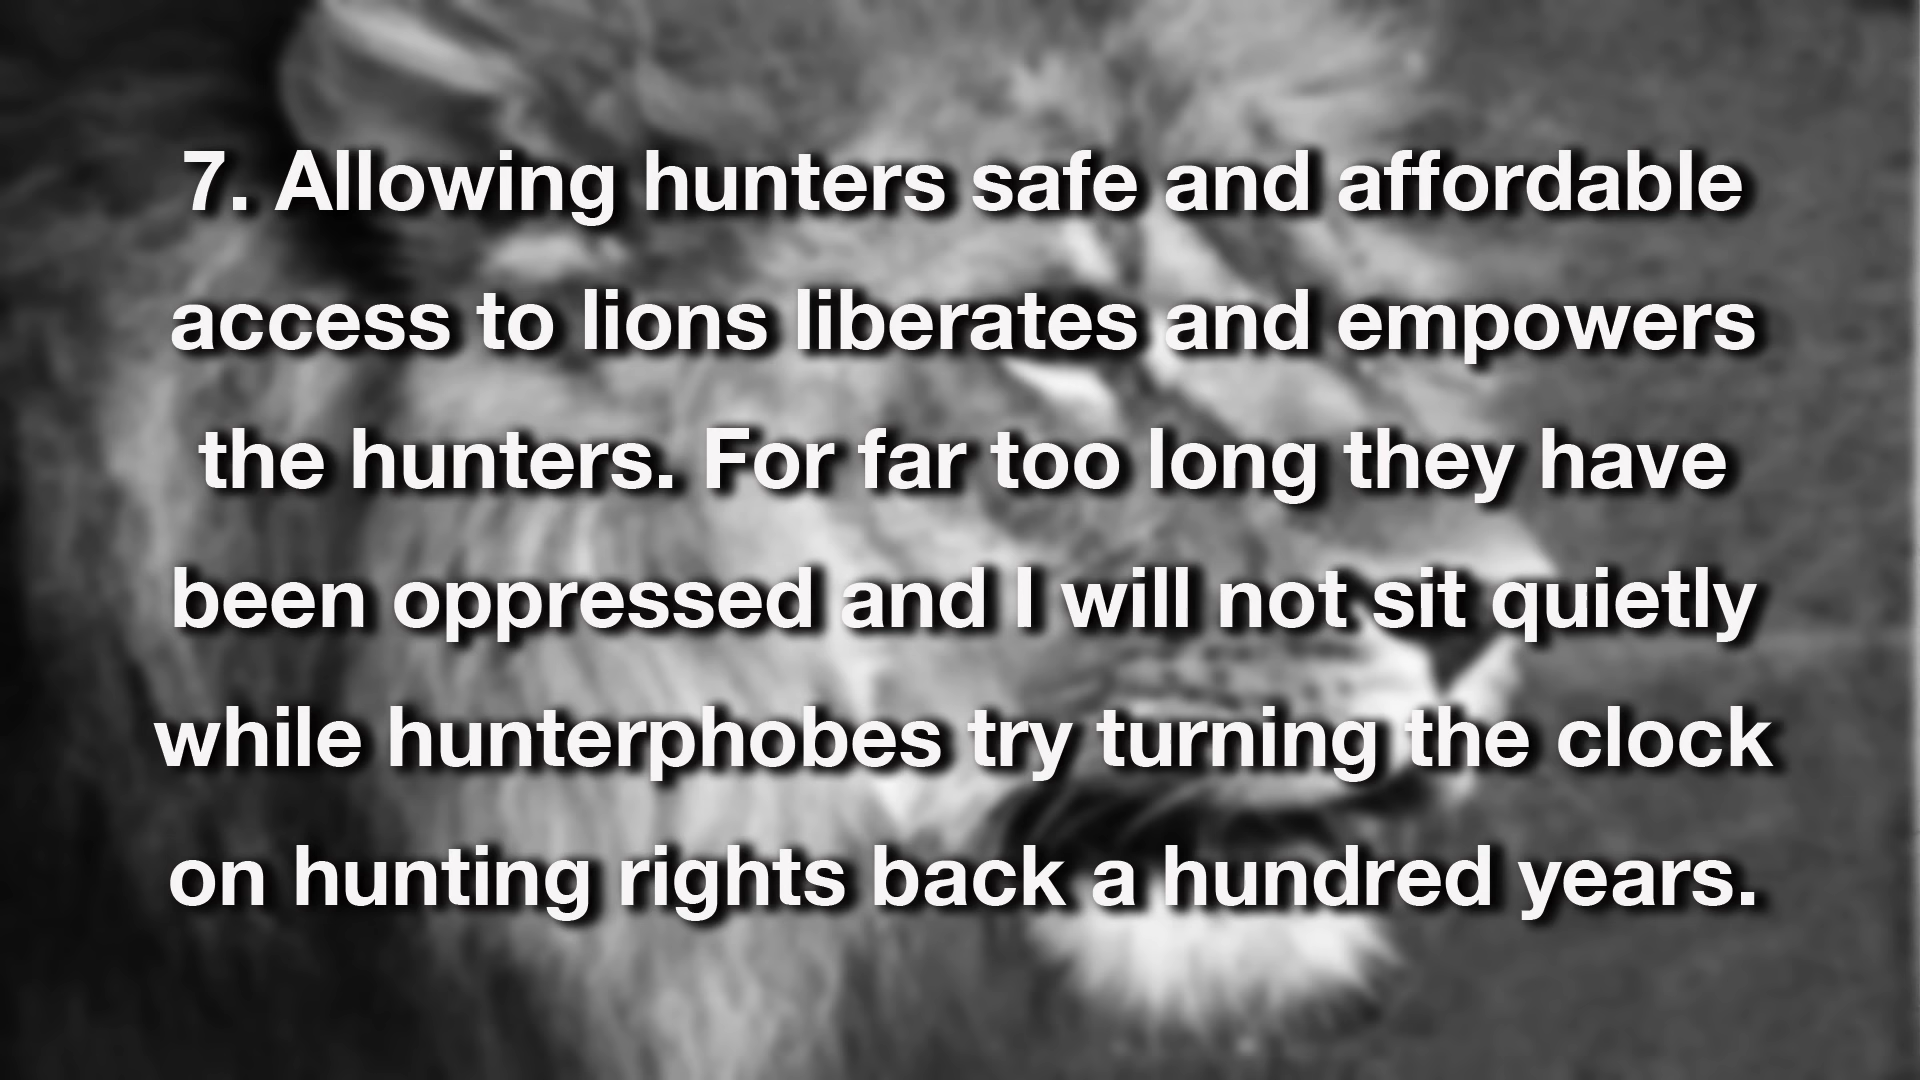 7. Allowing hunters safe and affordable
access to lions liberates and empowers
the hunters. For far too long they have
been oppressed and I will not sit quietly
while hunterphobes try turning the clock
on hunting rights back a hundred years.